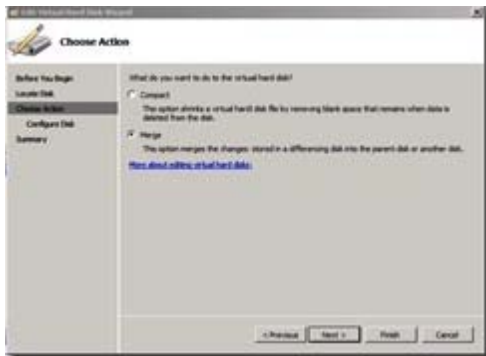 Edit Virtual Hard Disk Wizard
Choose Action
Before You Begin
Locate Disk
Choose Action
Configure Disk
Summary
What do you want to do to the virtual hard disk?
Compact
This option shrinks a virtual hard disk file by removing blank space that remains when data is
deleted from the disk.
Merge
This option merges the changes stored in a differencing disk into the parent disk or another disk.
More about editing virtual hard disks
< Previous
Next >
Finish
Cancel